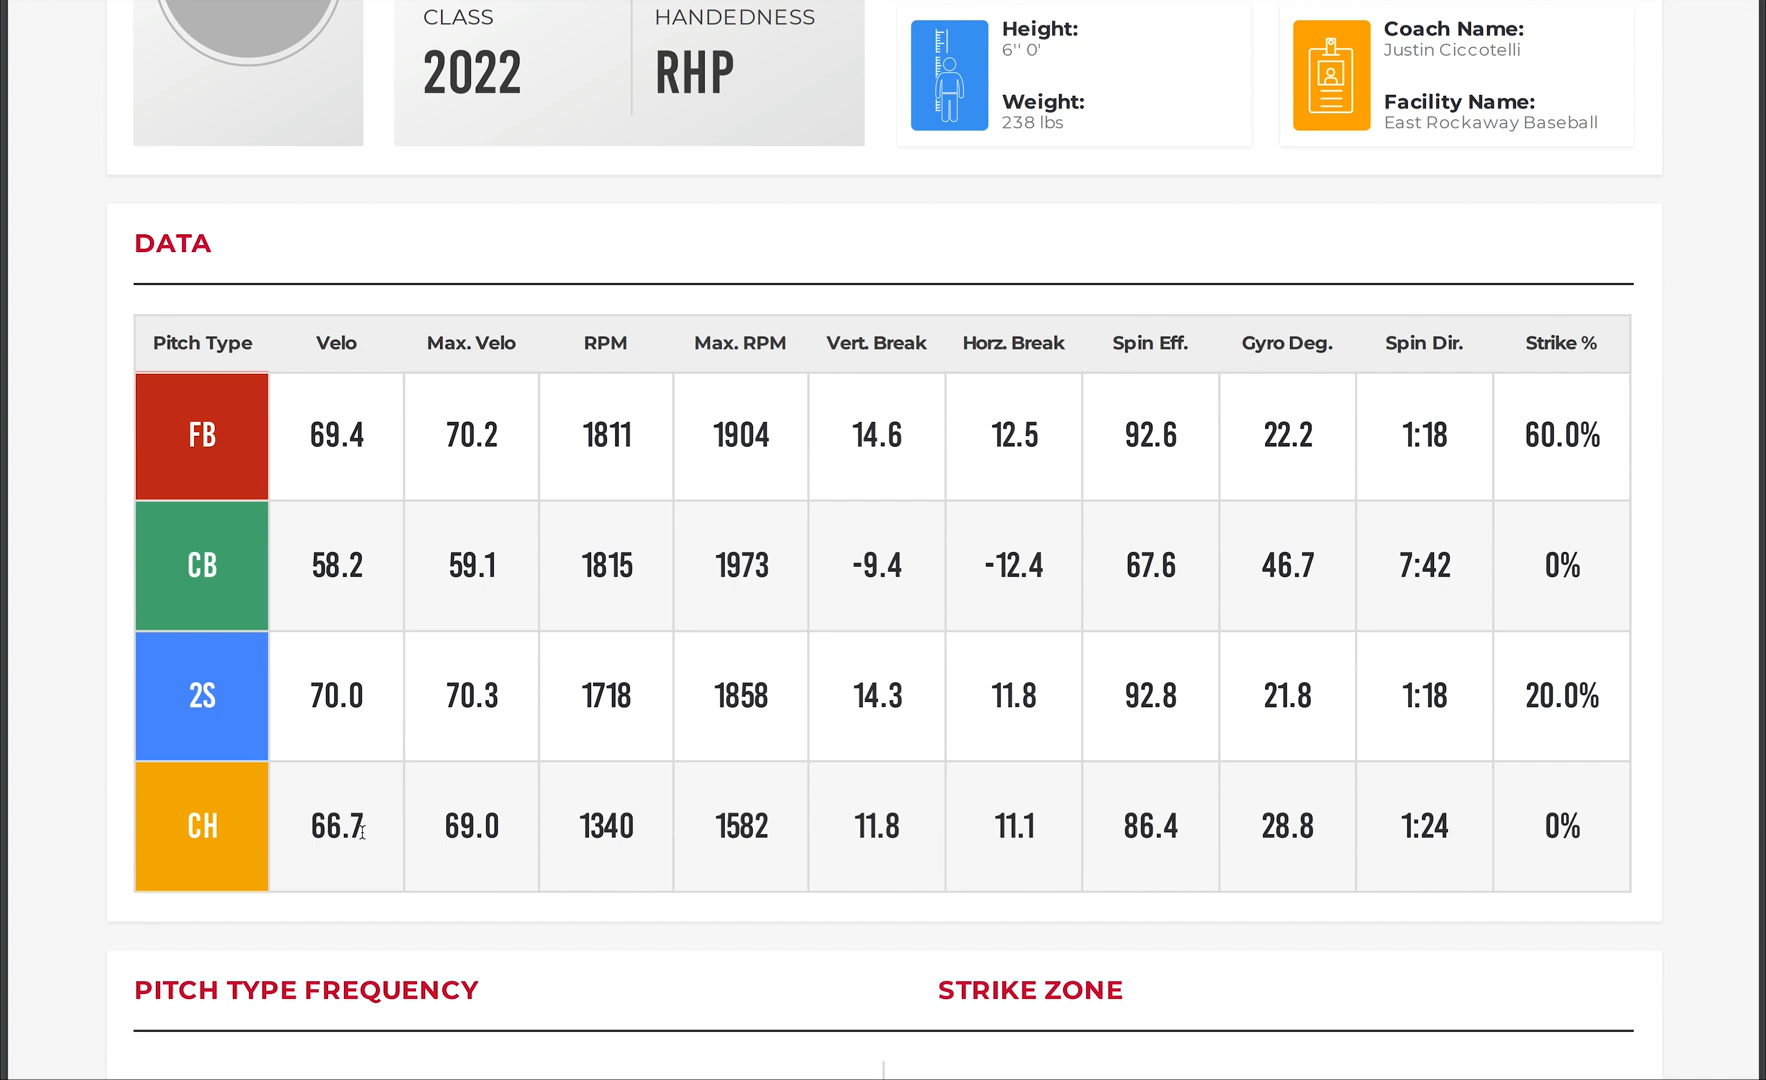 CLASS
HANDEDNESS
2022
RHP
Height:
6'' 0'
Weight:
238 lbs
Coach Name:
Justin Ciccotelli
Facility Name:
East Rockaway Baseball
DATA
Pitch Type Velo Max. Velo RPM Max. RPM Vert. Break Horz. Break Spin Eff. Gyro Deg. Spin Dir. Strike %
FB 69.4 70.2 1811 1904 14.6 12.5 92.6 22.2 1:18 60.0%
CB 58.2 59.1 1815 1973 -9.4 -12.4 67.6 46.7 7:42 0%
2S 70.0 70.3 1718 1858 14.3 11.8 92.8 21.8 1:18 20.0%
CH 66.7 69.0 1340 1582 11.8 11.1 86.4 28.8 1:24 0%
PITCH TYPE FREQUENCY
STRIKE ZONE